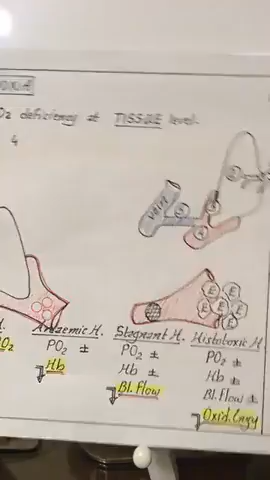 O2 deficiency at TISSUE level.
4
VALVE
E E E E E E
Anaemic H. Stagnant H. Histotoxic H.
PO2 ± PO2 ± PO2 ±
Hb Hb ± Hb ±
Bl. flow Bl. flow ±
Oxid. Enzy